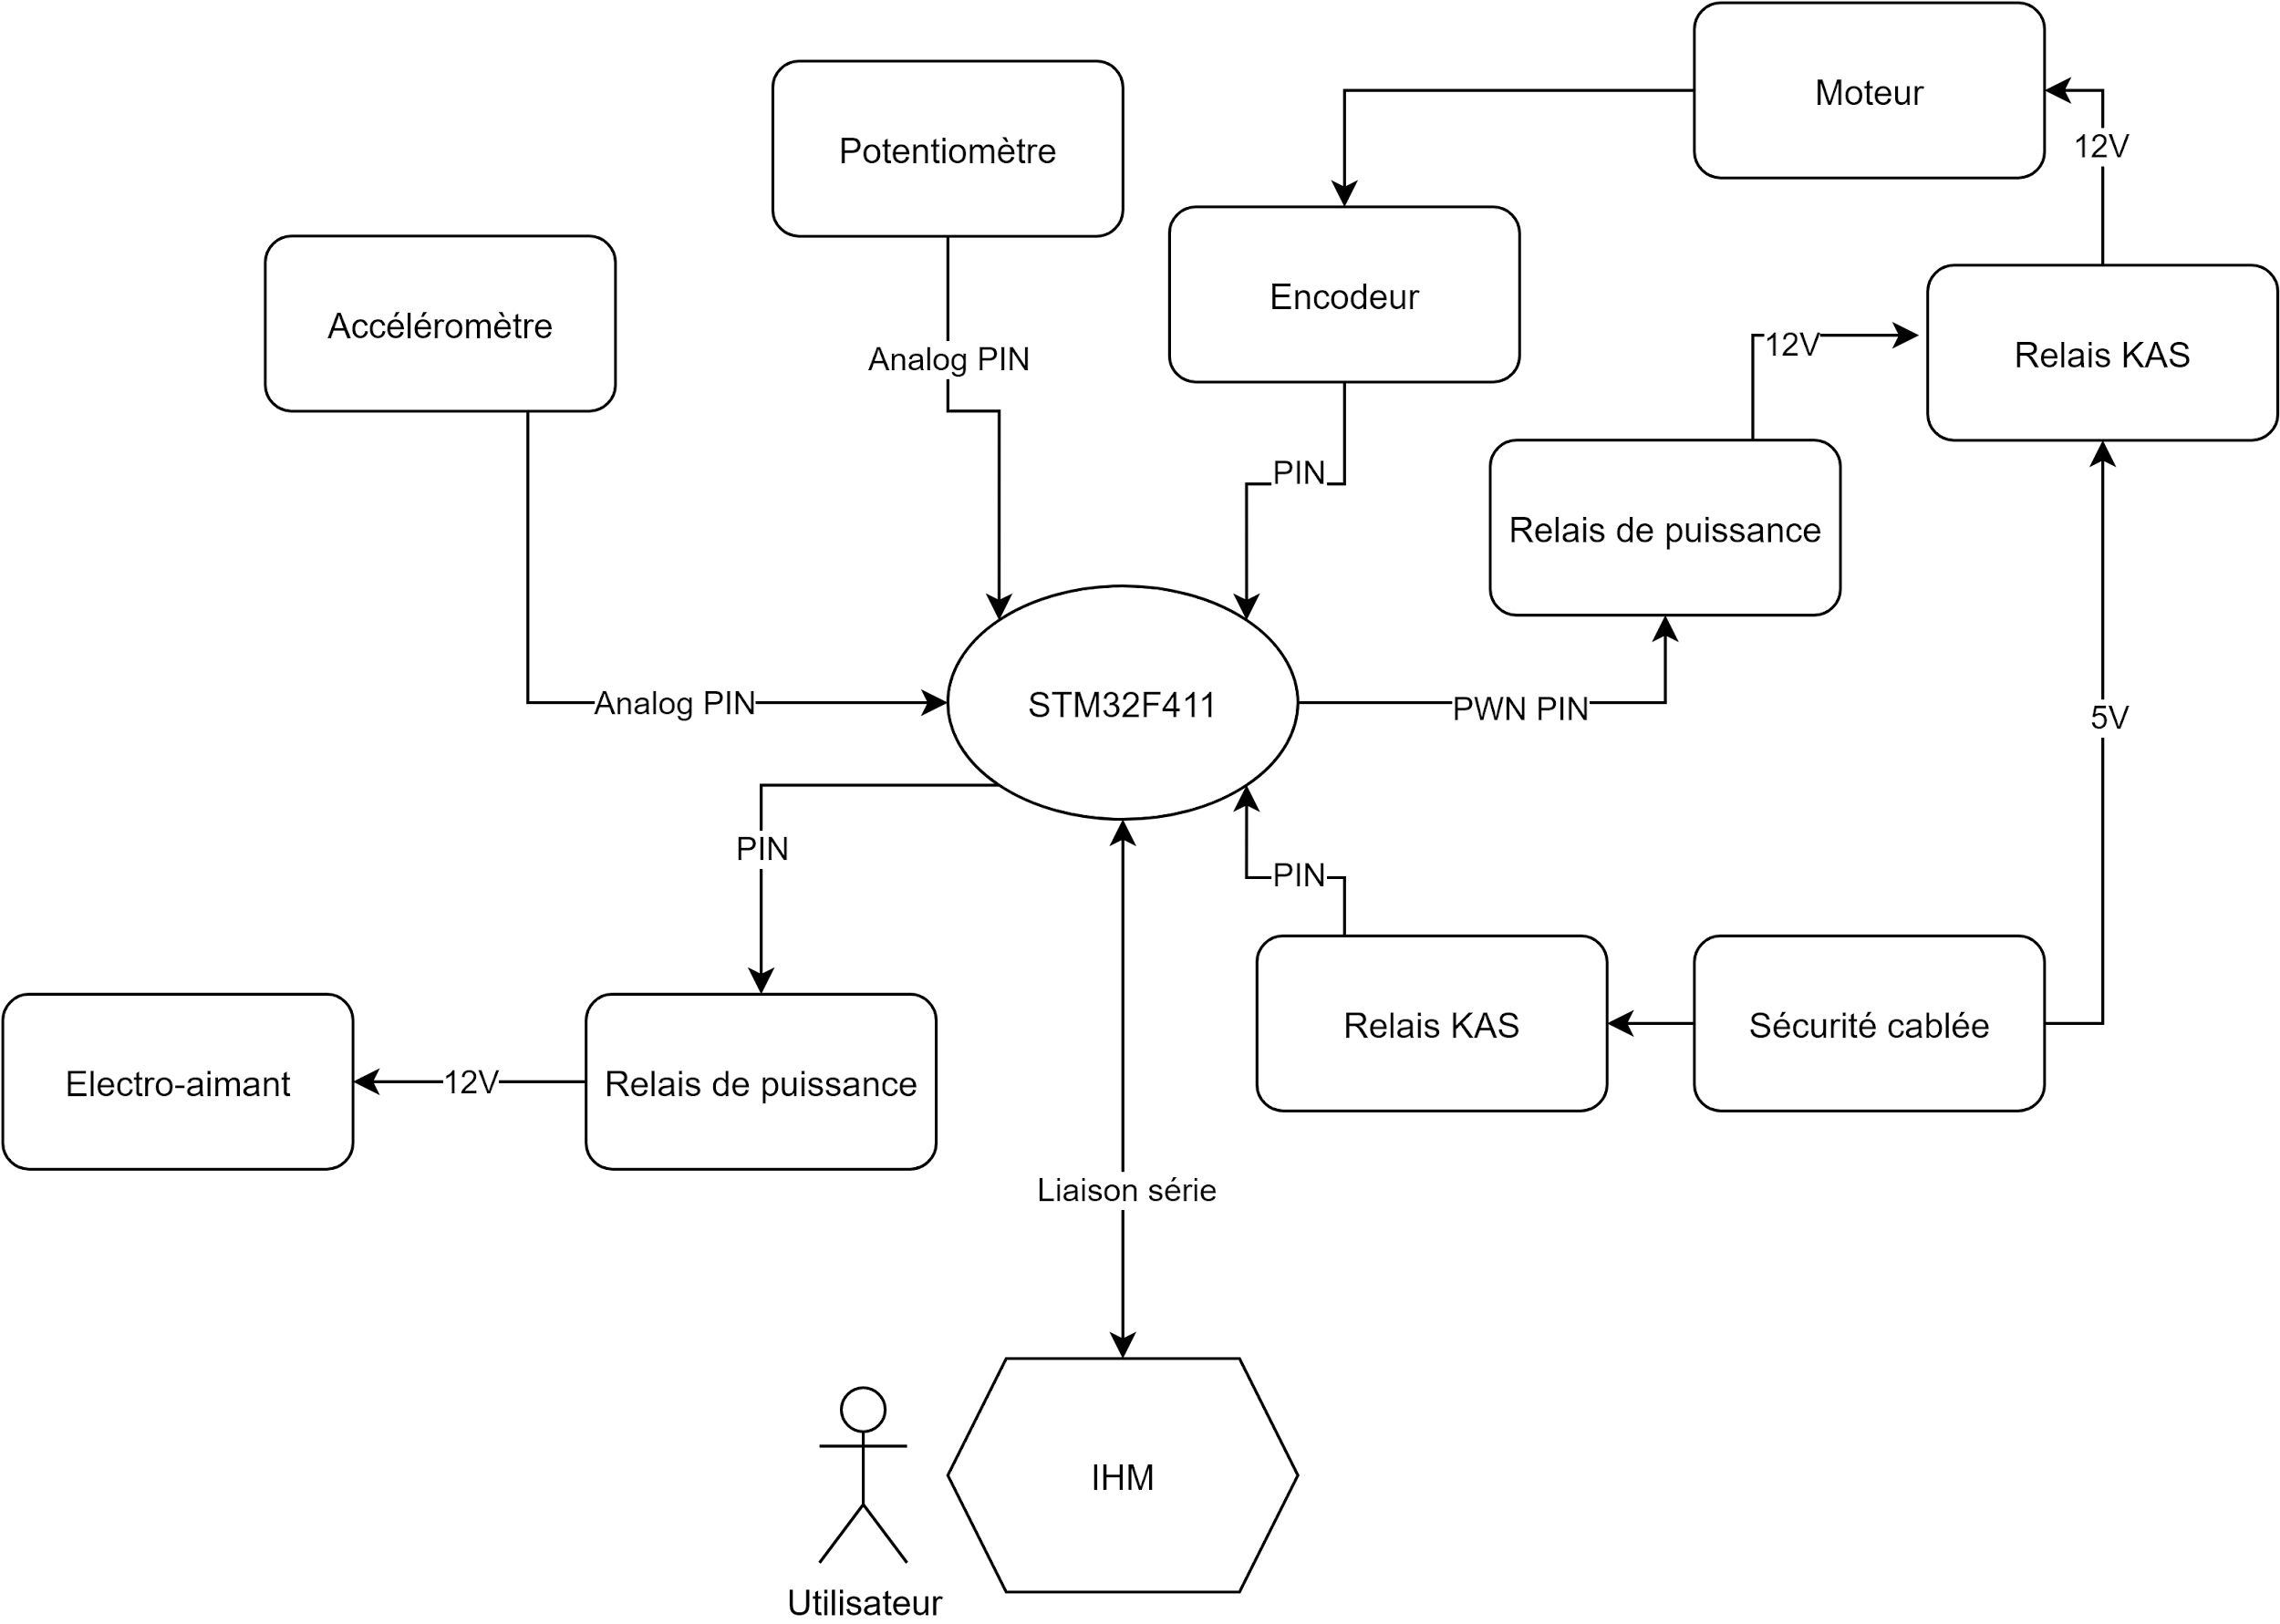 Moteur
12V
Potentiomètre
Encodeur
Accéléromètre
Analog PIN
12V
Relais KAS
PIN
Relais de puissance
STM32F411
Analog PIN
PWN PIN
5V
PIN
PIN
Relais KAS
Sécurité cablée
Electro-aimant
12V
Relais de puissance
Liaison série
IHM
Utilisateur